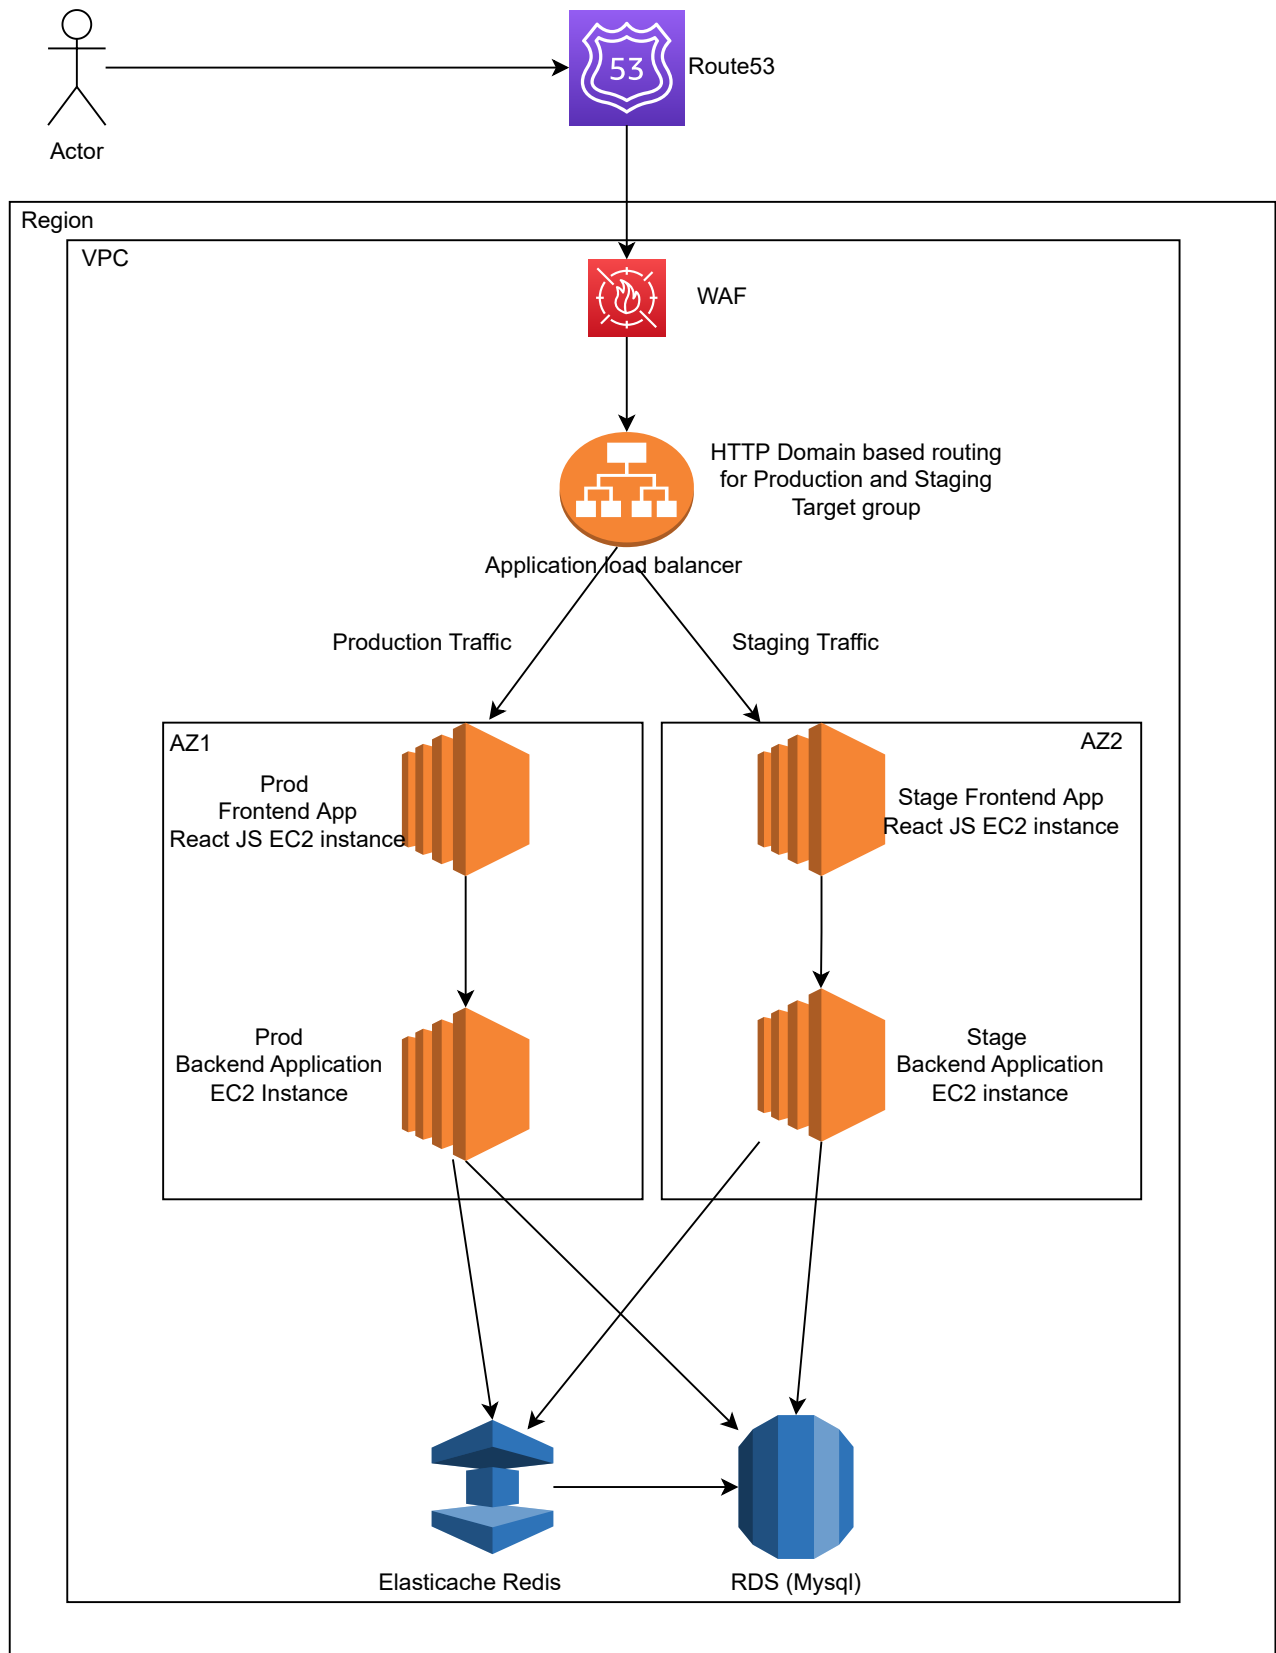 53
Route53
Actor
Region
VPC
WAF
HTTP Domain based routing
for Production and Staging
Target group
Application load balancer
Production Traffic
Staging Traffic
AZ1
AZ2
Prod
Frontend App
React JS EC2 instance
Stage Frontend App
React JS EC2 instance
Prod
Backend Application
EC2 Instance
Stage
Backend Application
EC2 instance
Elasticache Redis
RDS (Mysql)